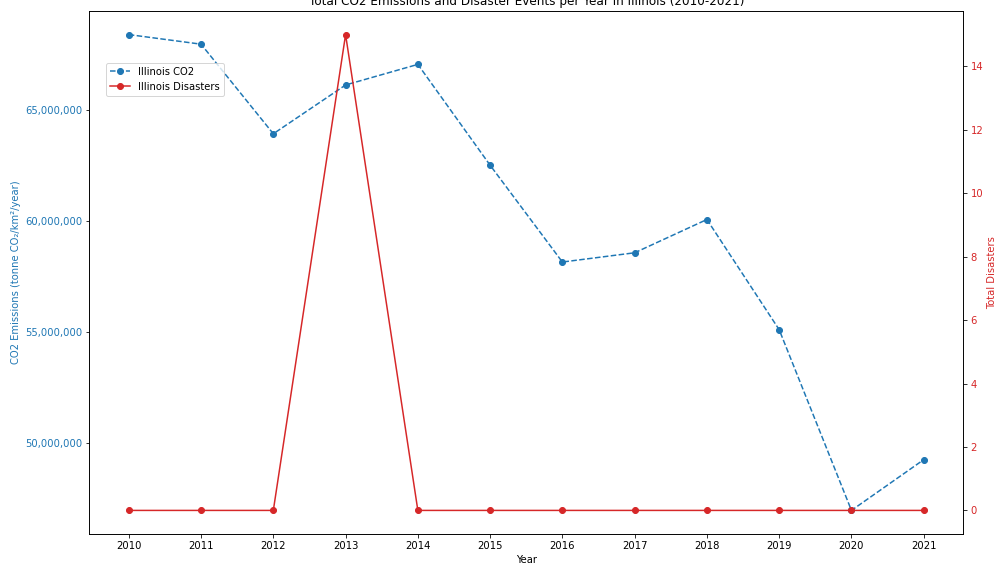 Total CO2 Emissions and Disaster Events per Year in Illinois (2010-2021)
Illinois CO2
Illinois Disasters
CO2 Emissions (tonne CO₂/km²/year)
65,000,000
60,000,000
55,000,000
50,000,000
14
12
10
8
6
4
2
0
Total Disasters
2010 2011 2012 2013 2014 2015 2016 2017 2018 2019 2020 2021
Year